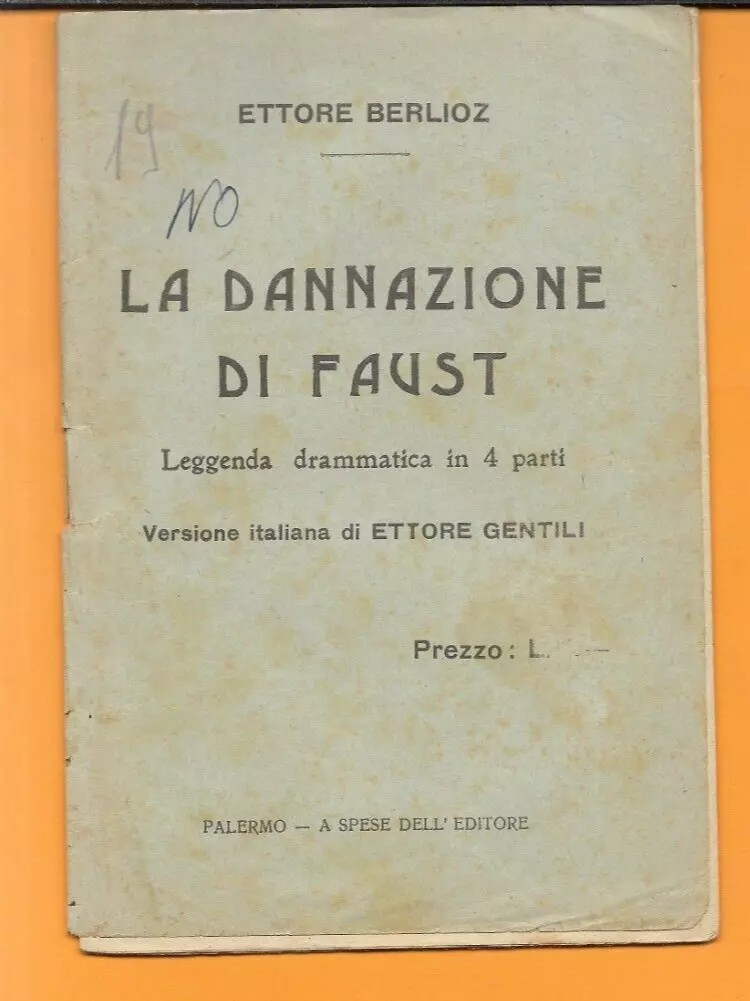 ETTORE BERLIOZ
19
NO
LA DANNAZIONE
DI FAUST
Leggenda drammatica in 4 parti
Versione italiana di ETTORE GENTILI
Prezzo: L.
PALERMO — A SPESE DELL' EDITORE